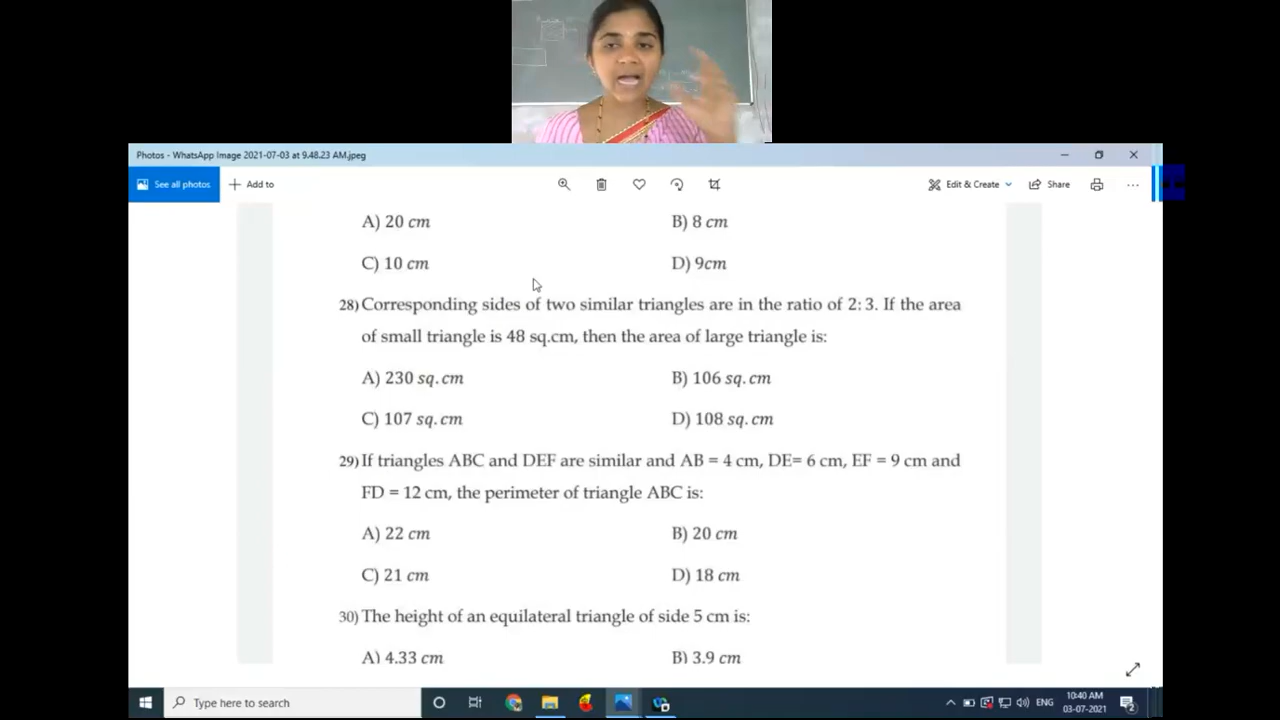 Photos - WhatsApp Image 2021-07-03 at 9.48.23 AM.jpeg
See all photos
Add to
Edit & Create
Share
A) 20 cm B) 8 cm
C) 10 cm D) 9cm
28) Corresponding sides of two similar triangles are in the ratio of 2: 3. If the area
of small triangle is 48 sq.cm, then the area of large triangle is:
A) 230 sq. cm B) 106 sq. cm
C) 107 sq. cm D) 108 sq. cm
29) If triangles ABC and DEF are similar and AB = 4 cm, DE= 6 cm, EF = 9 cm and
FD = 12 cm, the perimeter of triangle ABC is:
A) 22 cm B) 20 cm
C) 21 cm D) 18 cm
30) The height of an equilateral triangle of side 5 cm is:
A) 4.33 cm B) 3.9 cm
Type here to search
ENG
10:40 AM
03-07-2021
2